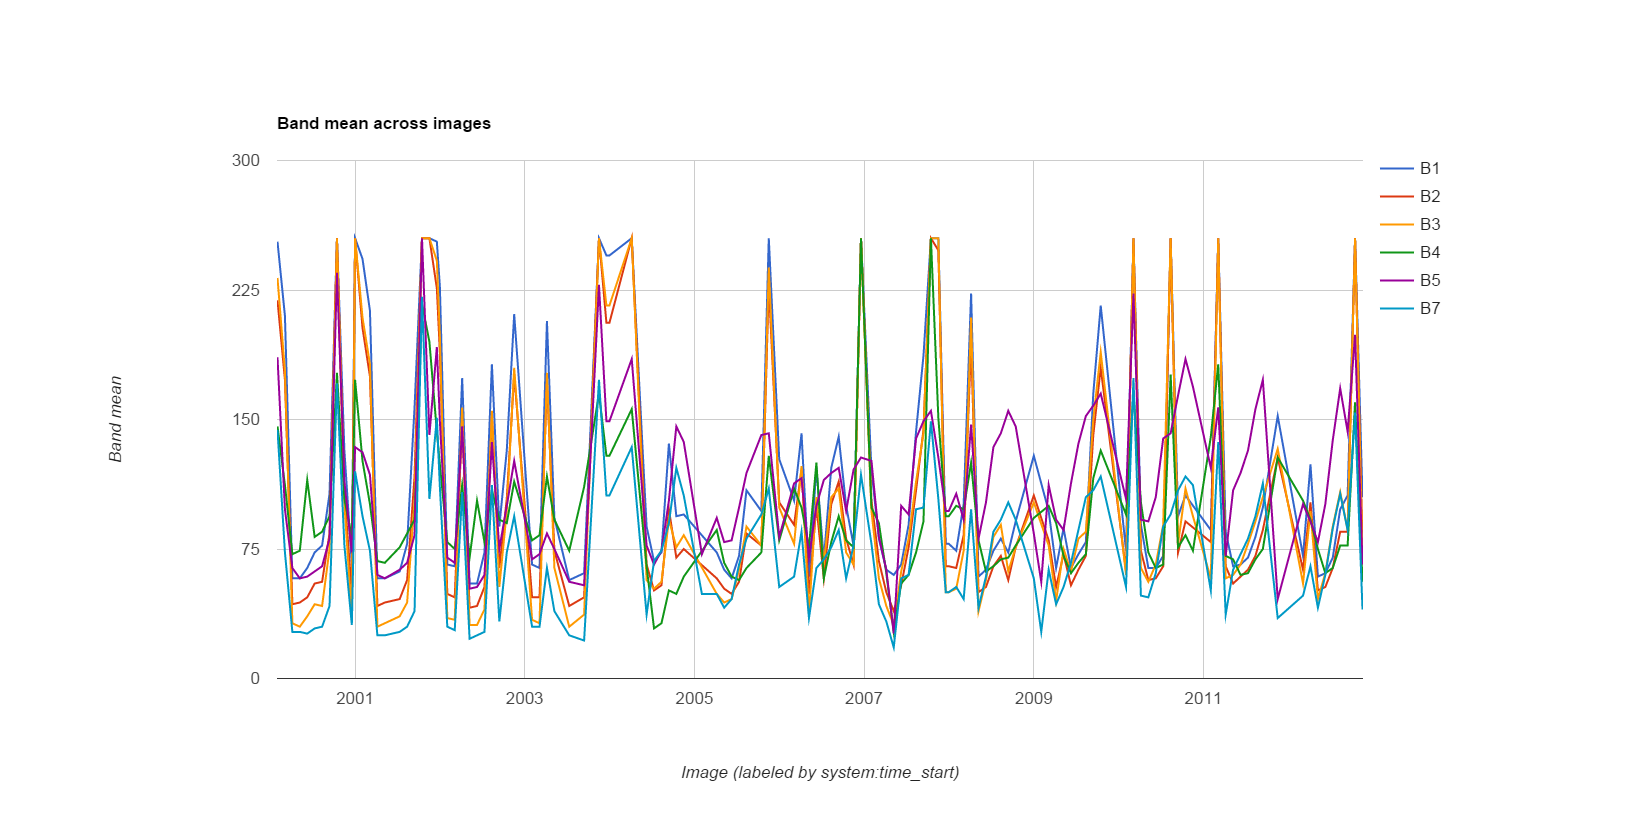 Band mean across images
300
225
150
75
0
Band mean
2001
2003
2005
2007
2009
2011
Image (labeled by system:time_start)
B1
B2
B3
B4
B5
B7